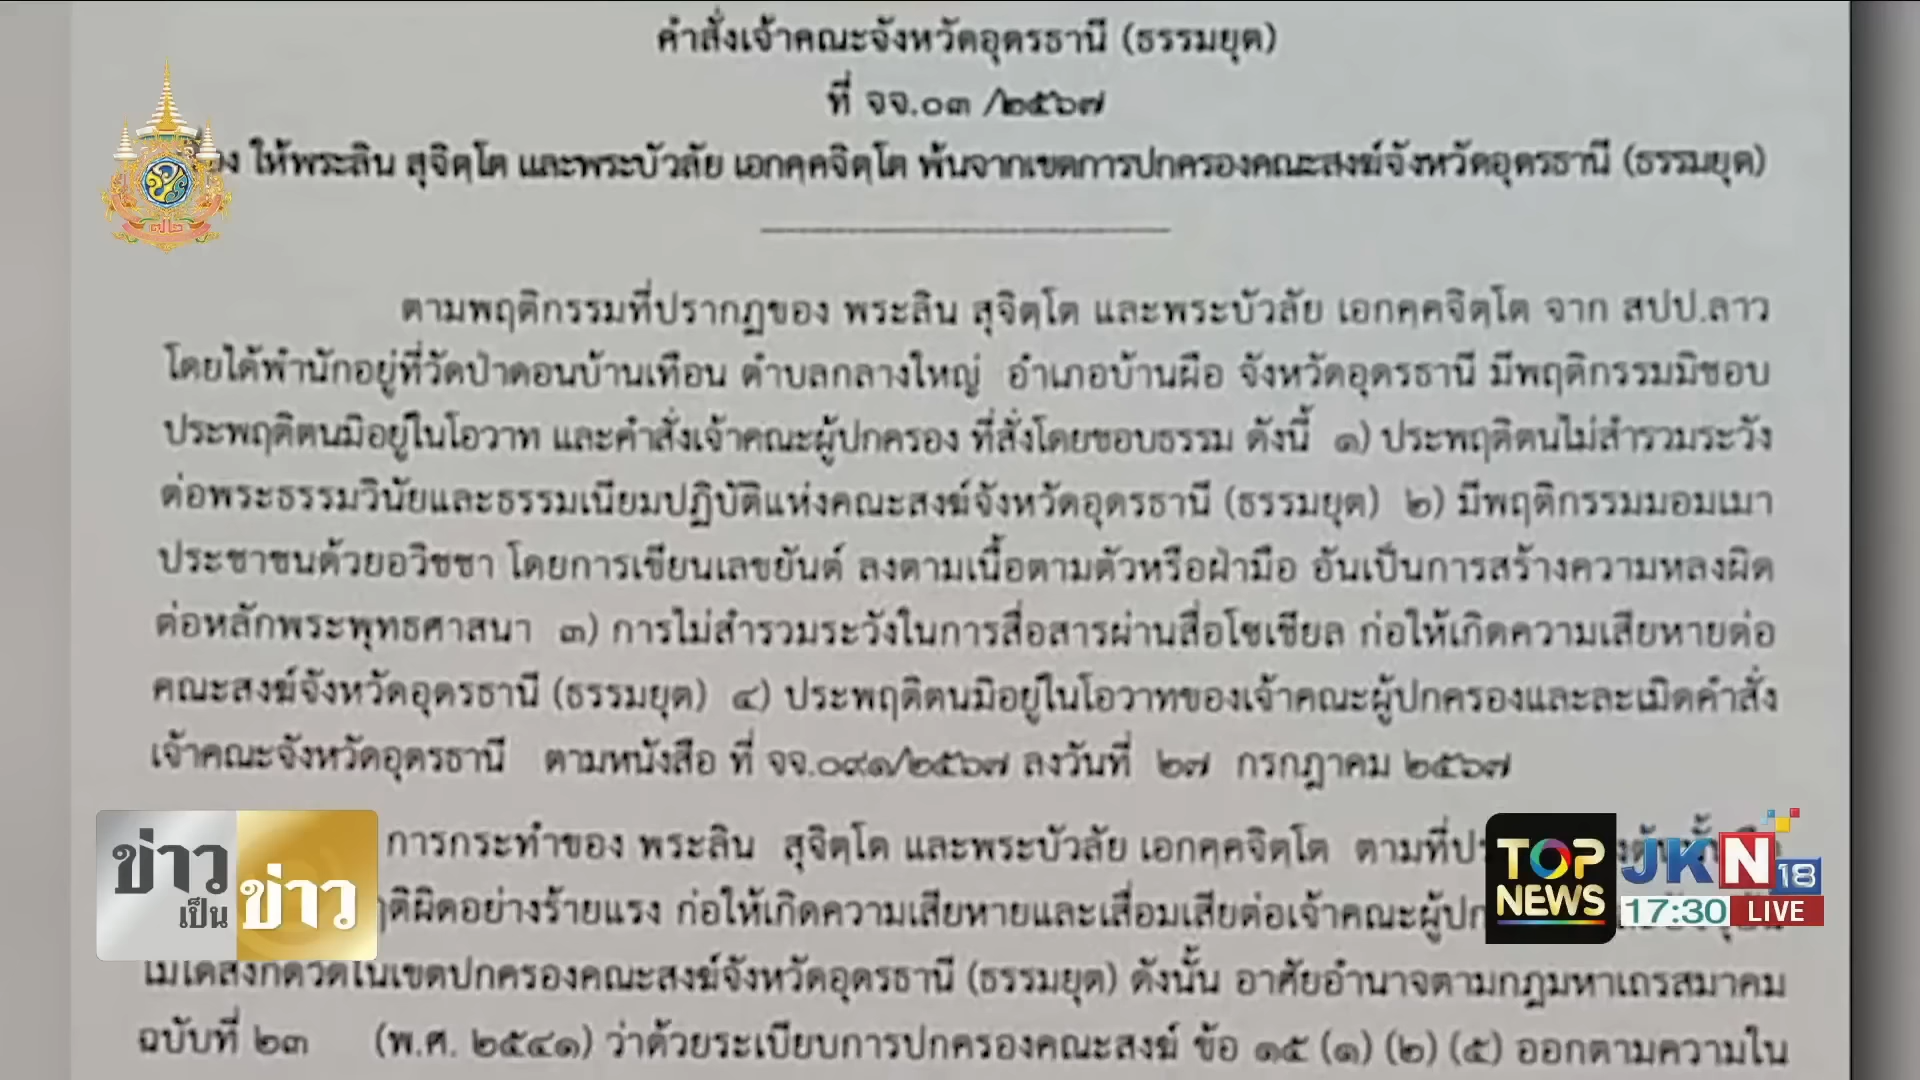 คำสั่งเจ้าคณะจังหวัดอุดรธานี (ธรรมยุต)
ที่ จจ.๐๓ /๒๕๖๗
ให้พระลิน สุจิตฺโต และพระบัวลัย เอกคฺคจิตฺโต พ้นจากเขตการปกครองคณะสงฆ์จังหวัดอุดรธานี (ธรรมยุต)
๗๒
ตามพฤติกรรมที่ปรากฏของ พระลิน สุจิตฺโต และพระบัวลัย เอกคฺคจิตฺโต จาก สปป.ลาว
โดยได้พำนักอยู่ที่วัดป่าดอนบ้านเทือน ตำบลกลางใหญ่ อำเภอบ้านผือ จังหวัดอุดรธานี มีพฤติกรรมมิชอบ
ประพฤติตนมิอยู่ในโอวาท และคำสั่งเจ้าคณะผู้ปกครอง ที่สั่งโดยชอบธรรม ดังนี้ ๑) ประพฤติตนไม่สำรวมระวัง
ต่อพระธรรมวินัยและธรรมเนียมปฏิบัติแห่งคณะสงฆ์จังหวัดอุดรธานี (ธรรมยุต) ๒) มีพฤติกรรมมอมเมา
ประชาชนด้วยอวิชชา โดยการเขียนเลขยันต์ ลงตามเนื้อตามตัวหรือฝ่ามือ อันเป็นการสร้างความหลงผิด
ต่อหลักพระพุทธศาสนา ๓) การไม่สำรวมระวังในการสื่อสารผ่านสื่อโซเชียล ก่อให้เกิดความเสียหายต่อ
คณะสงฆ์จังหวัดอุดรธานี (ธรรมยุต) ๔) ประพฤติตนมิอยู่ในโอวาทของเจ้าคณะผู้ปกครองและละเมิดคำสั่ง
เจ้าคณะจังหวัดอุดรธานี ตามหนังสือ ที่ จจ.๐๙๑/๒๕๖๗ ลงวันที่ ๒๗ กรกฎาคม ๒๕๖๗
การกระทำของ พระลิน สุจิตฺโต และพระบัวลัย เอกคฺคจิตฺโต ตามที่
ผิดอย่างร้ายแรง ก่อให้เกิดความเสียหายและเสื่อมเสียต่อเจ้าคณะ
ไม่ได้สังกัดวัดในเขตปกครองคณะสงฆ์จังหวัดอุดรธานี (ธรรมยุต) ดังนั้น อาศัยอำนาจตามกฎมหาเถรสมาคม
ฉบับที่ ๒๓ (พ.ศ. ๒๕๔๑) ว่าด้วยระเบียบการปกครองคณะสงฆ์ ข้อ ๑๕ (๑) (๒) (๕) ออกตามความใน
ข่าว
เป็น
ข่าว
TOP
NEWS
JKN18
17:30 LIVE